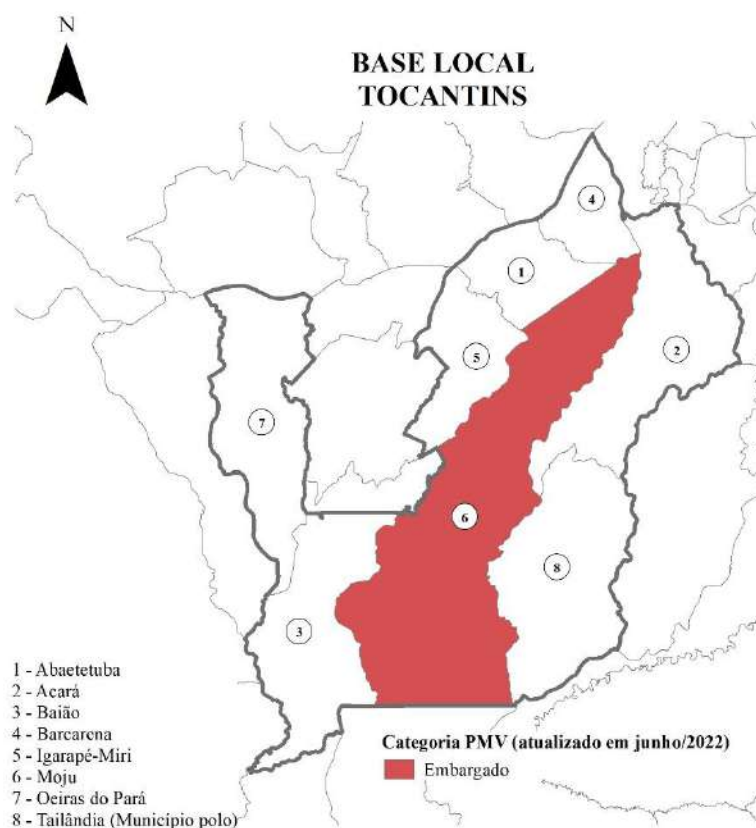 N
BASE LOCAL
TOCANTINS
4
1
2
5
7
6
8
3
1 - Abaetetuba
2 - Acará
3 - Baião
4 - Barcarena
5 - Igarapé-Miri
6 - Moju
7 - Oeiras do Pará
8 - Tailândia (Município polo)
Categoria PMV (atualizado em junho/2022)
Embargado